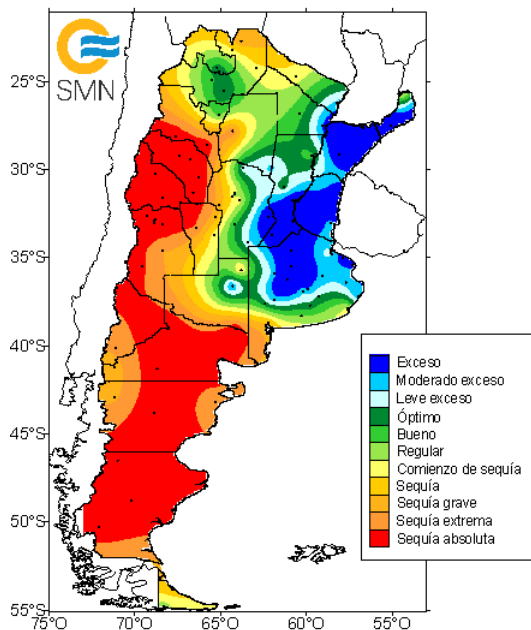 SMN
25°S
30°S
35°S
40°S
45°S
50°S
55°S
75°O 70°O 65°O 60°O 55°O
Exceso
Moderado exceso
Leve exceso
Óptimo
Bueno
Regular
Comienzo de sequía
Sequía
Sequía grave
Sequía extrema
Sequía absoluta